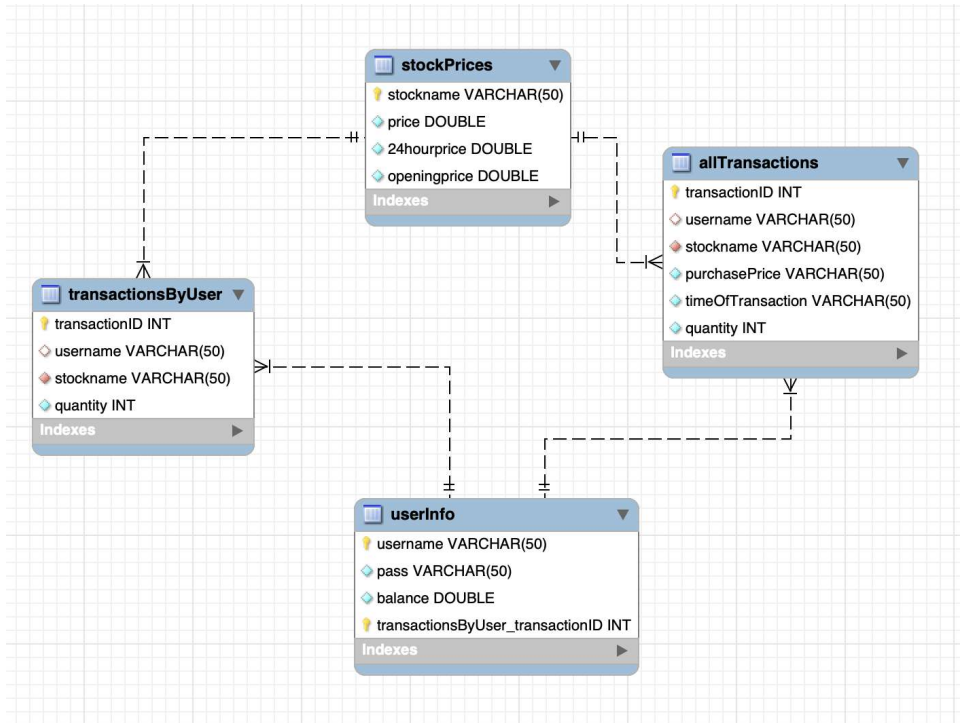 stockPrices
stockname VARCHAR(50)
price DOUBLE
24hourprice DOUBLE
openingprice DOUBLE
Indexes
allTransactions
transactionID INT
username VARCHAR(50)
stockname VARCHAR(50)
purchasePrice VARCHAR(50)
timeOfTransaction VARCHAR(50)
quantity INT
Indexes
transactionsByUser
transactionID INT
username VARCHAR(50)
stockname VARCHAR(50)
quantity INT
Indexes
userInfo
username VARCHAR(50)
pass VARCHAR(50)
balance DOUBLE
transactionsByUser_transactionID INT
Indexes